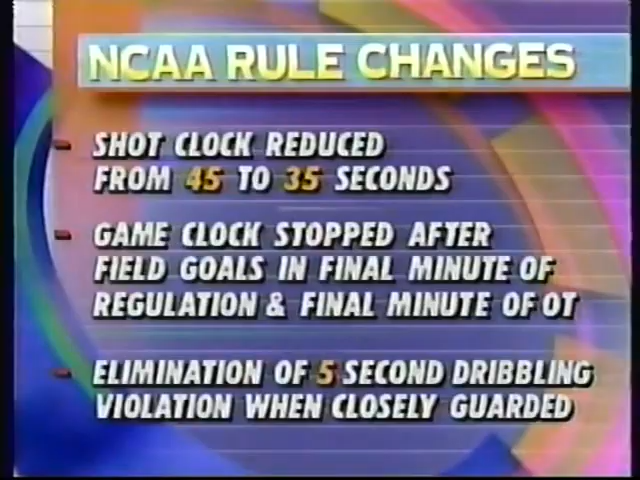 NCAA RULE CHANGES
- SHOT CLOCK REDUCED
FROM 45 TO 35 SECONDS
- GAME CLOCK STOPPED AFTER
FIELD GOALS IN FINAL MINUTE OF
REGULATION & FINAL MINUTE OF OT
- ELIMINATION OF 5 SECOND DRIBBLING
VIOLATION WHEN CLOSELY GUARDED